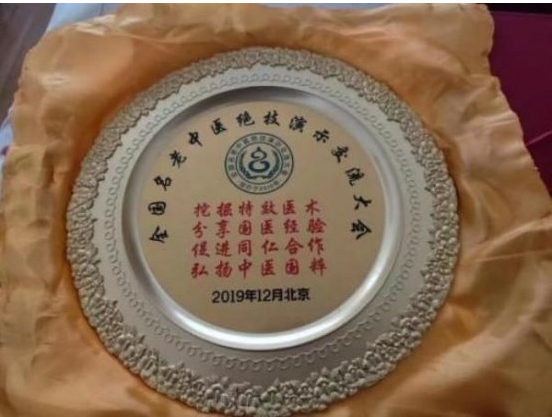 全国名老中医绝技演示交流大会
挖掘特效医术
分享国医经验
促进同仁合作
弘扬中医国粹
2019年12月北京